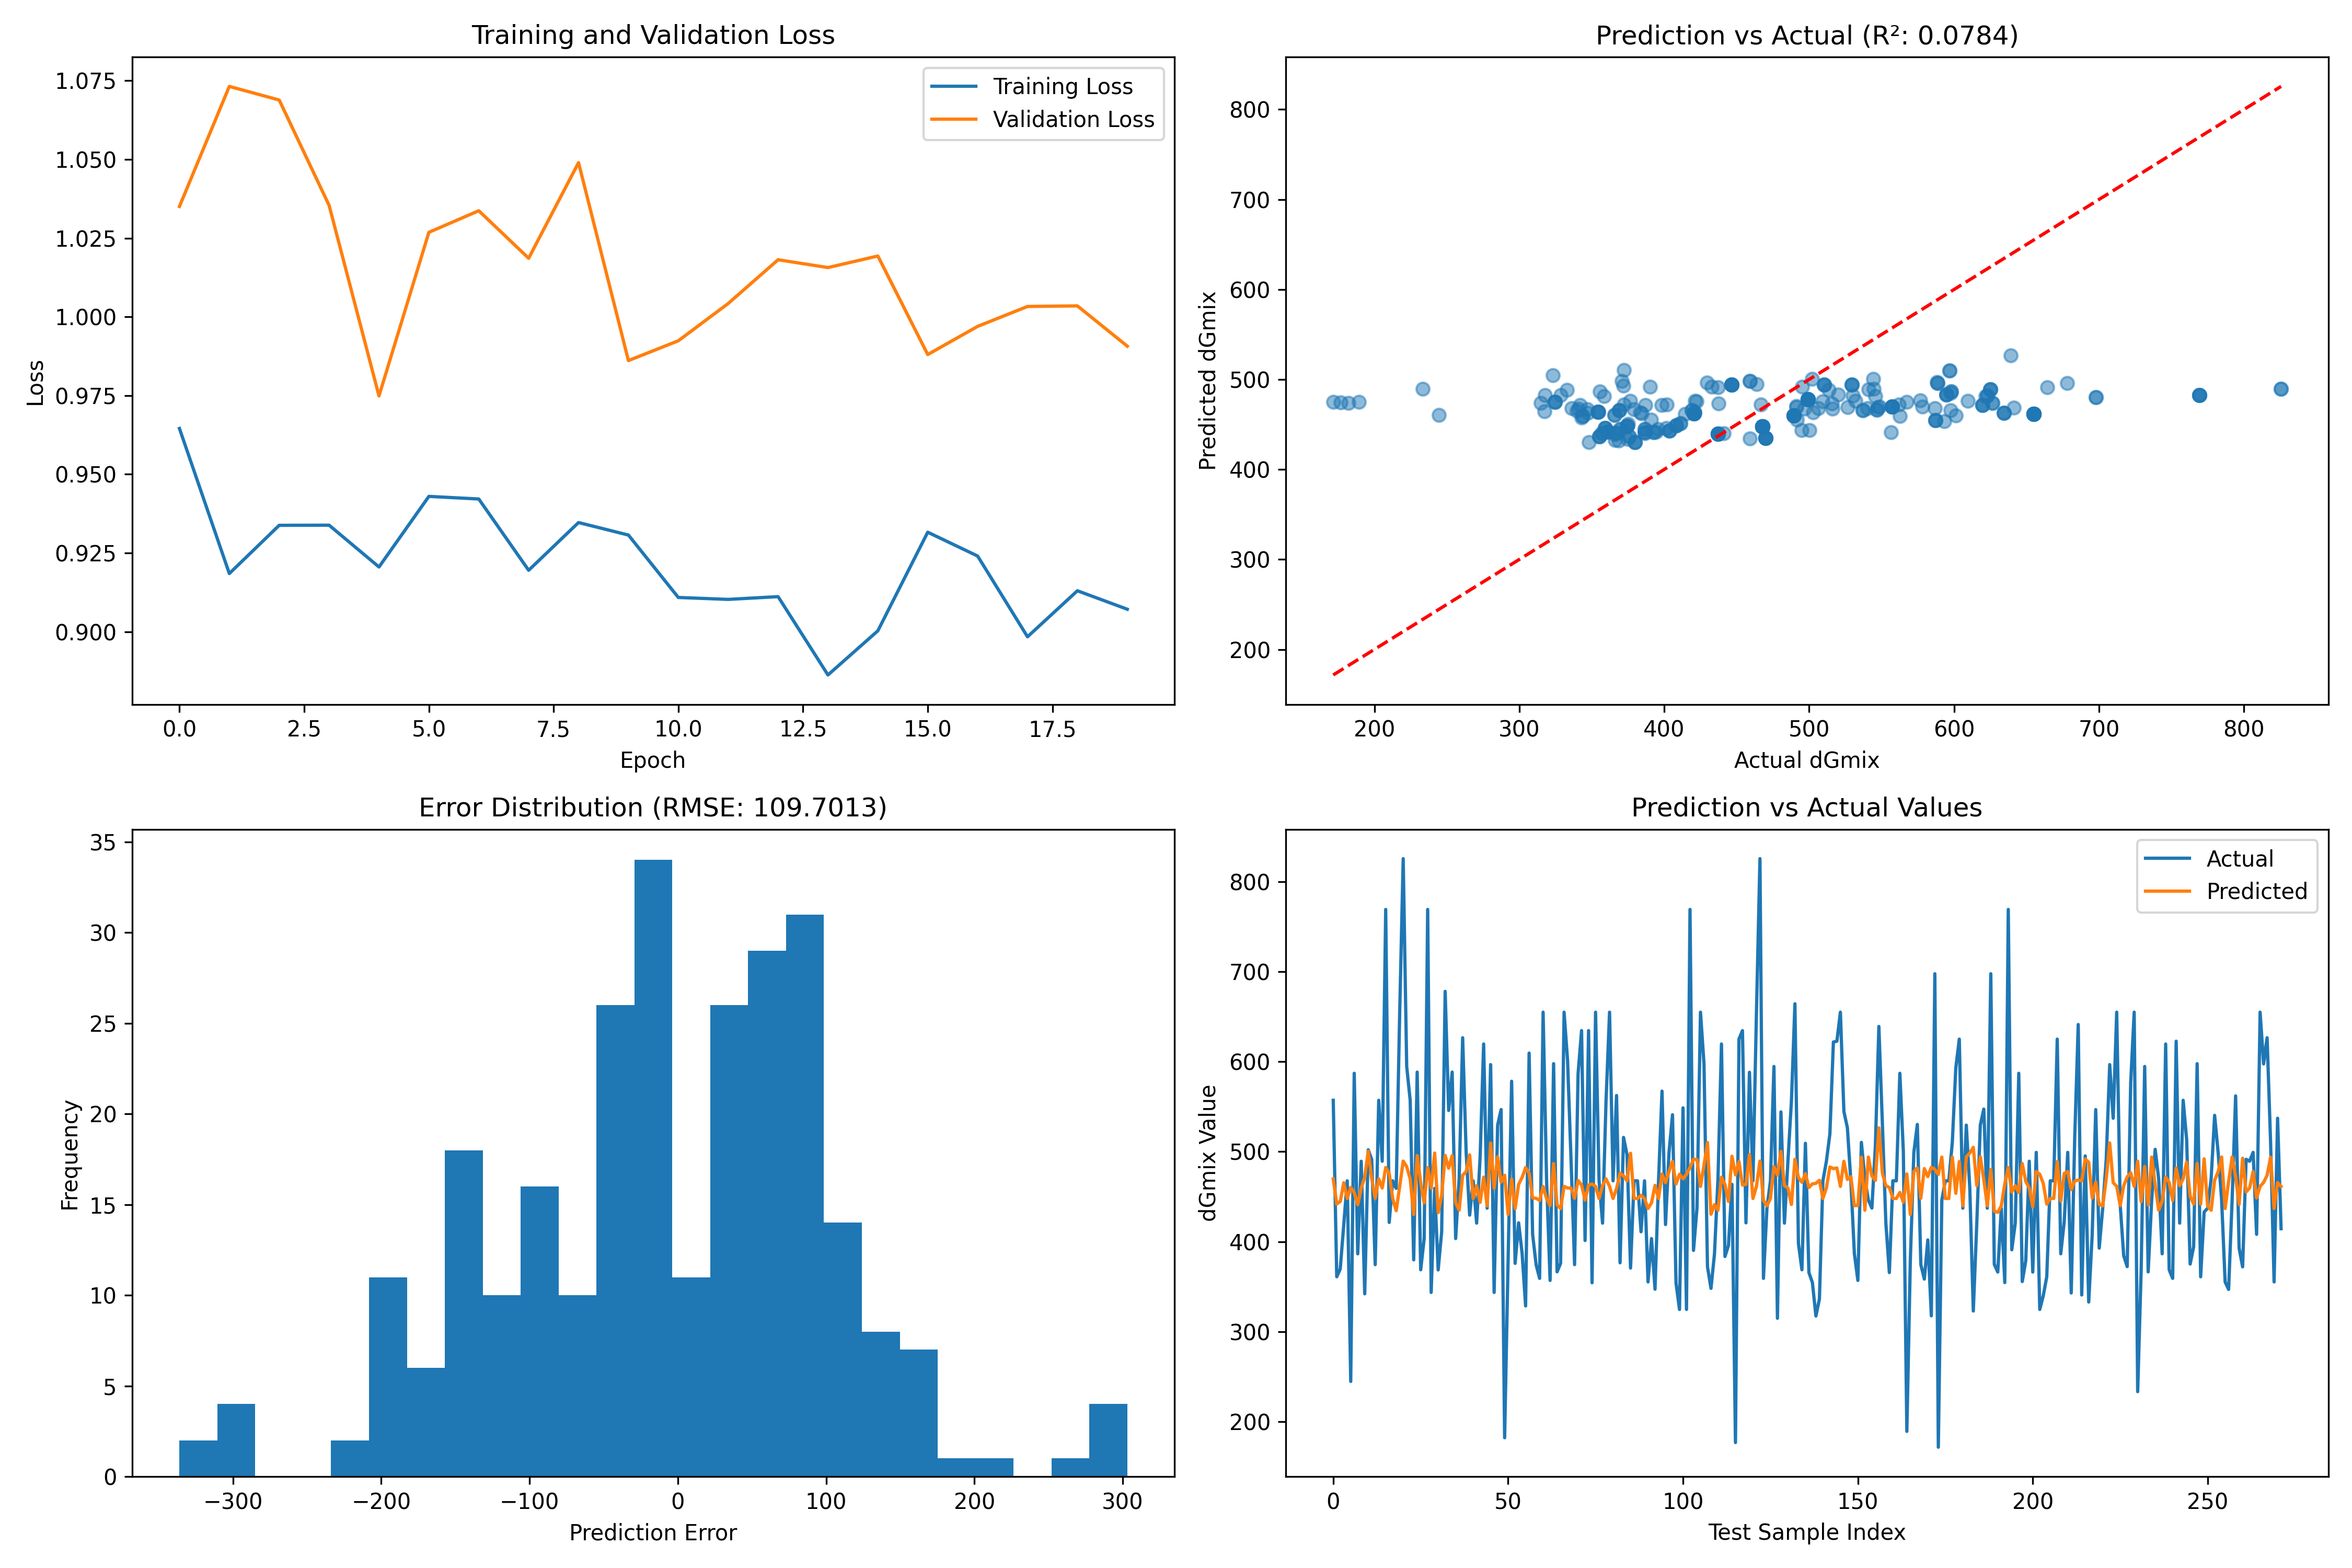 Training and Validation Loss
1.075
1.050
1.025
1.000
0.975
0.950
0.925
0.900
Loss
0.0 2.5 5.0 7.5 10.0 12.5 15.0 17.5
Epoch
Training Loss
Validation Loss
Prediction vs Actual (R²: 0.0784)
800
700
600
500
400
300
200
Predicted dGmix
200 300 400 500 600 700 800
Actual dGmix
Error Distribution (RMSE: 109.7013)
35
30
25
20
15
10
5
0
Frequency
−300 −200 −100 0 100 200 300
Prediction Error
Prediction vs Actual Values
800
700
600
500
400
300
200
dGmix Value
0 50 100 150 200 250
Test Sample Index
Actual
Predicted